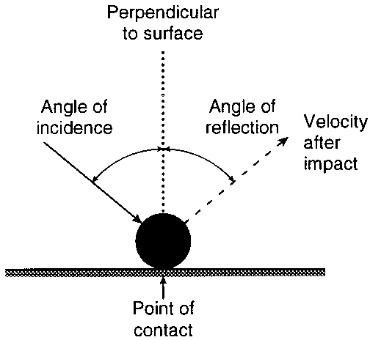 Perpendicular
to surface
Angle of
incidence
Angle of
reflection
Velocity
after
impact
Point of
contact